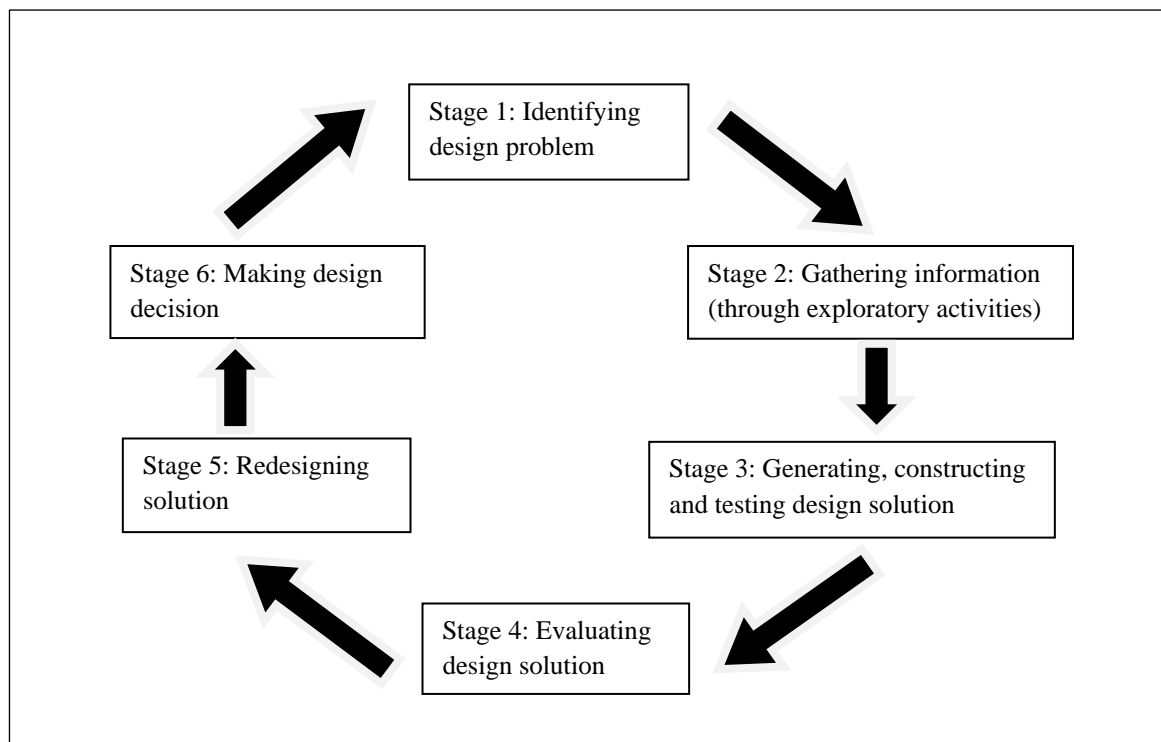 Stage 1: Identifying
design problem
Stage 2: Gathering information
(through exploratory activities)
Stage 3: Generating, constructing
and testing design solution
Stage 4: Evaluating
design solution
Stage 5: Redesigning
solution
Stage 6: Making design
decision